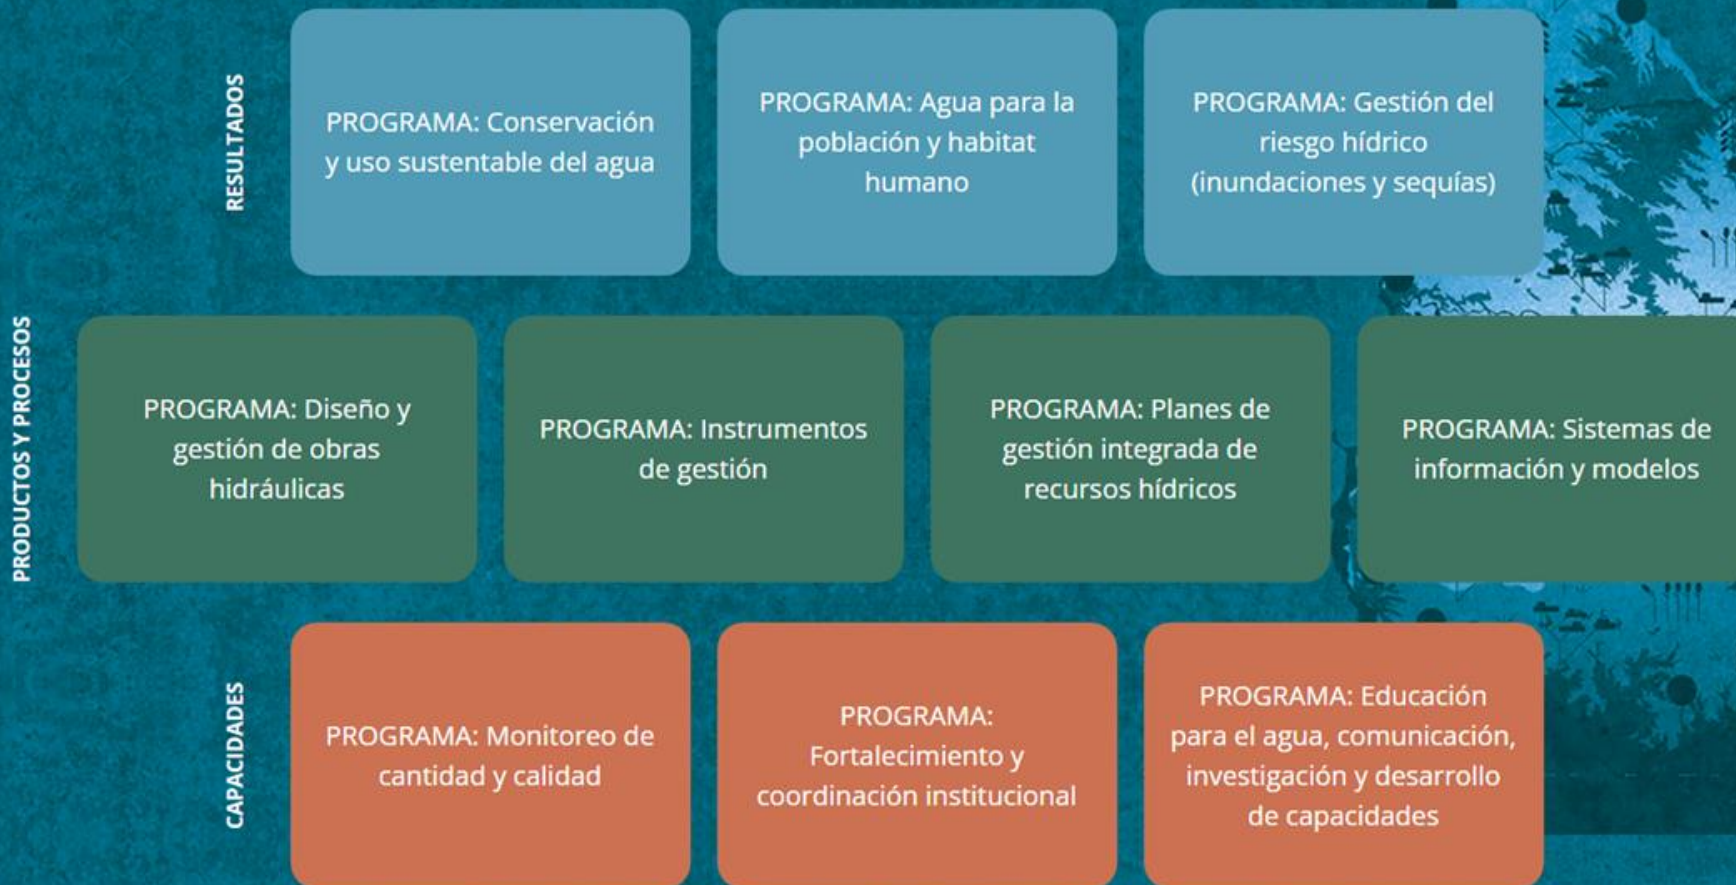 RESULTADOS
PROGRAMA: Conservación
y uso sustentable del agua
PROGRAMA: Agua para la
población y habitat
humano
PROGRAMA: Gestión del
riesgo hídrico
(inundaciones y sequías)
PRODUCTOS Y PROCESOS
PROGRAMA: Diseño y
gestión de obras
hidráulicas
PROGRAMA: Instrumentos
de gestión
PROGRAMA: Planes de
gestión integrada de
recursos hídricos
PROGRAMA: Sistemas de
información y modelos
CAPACIDADES
PROGRAMA: Monitoreo de
cantidad y calidad
PROGRAMA:
Fortalecimiento y
coordinación institucional
PROGRAMA: Educación
para el agua, comunicación,
investigación y desarrollo
de capacidades